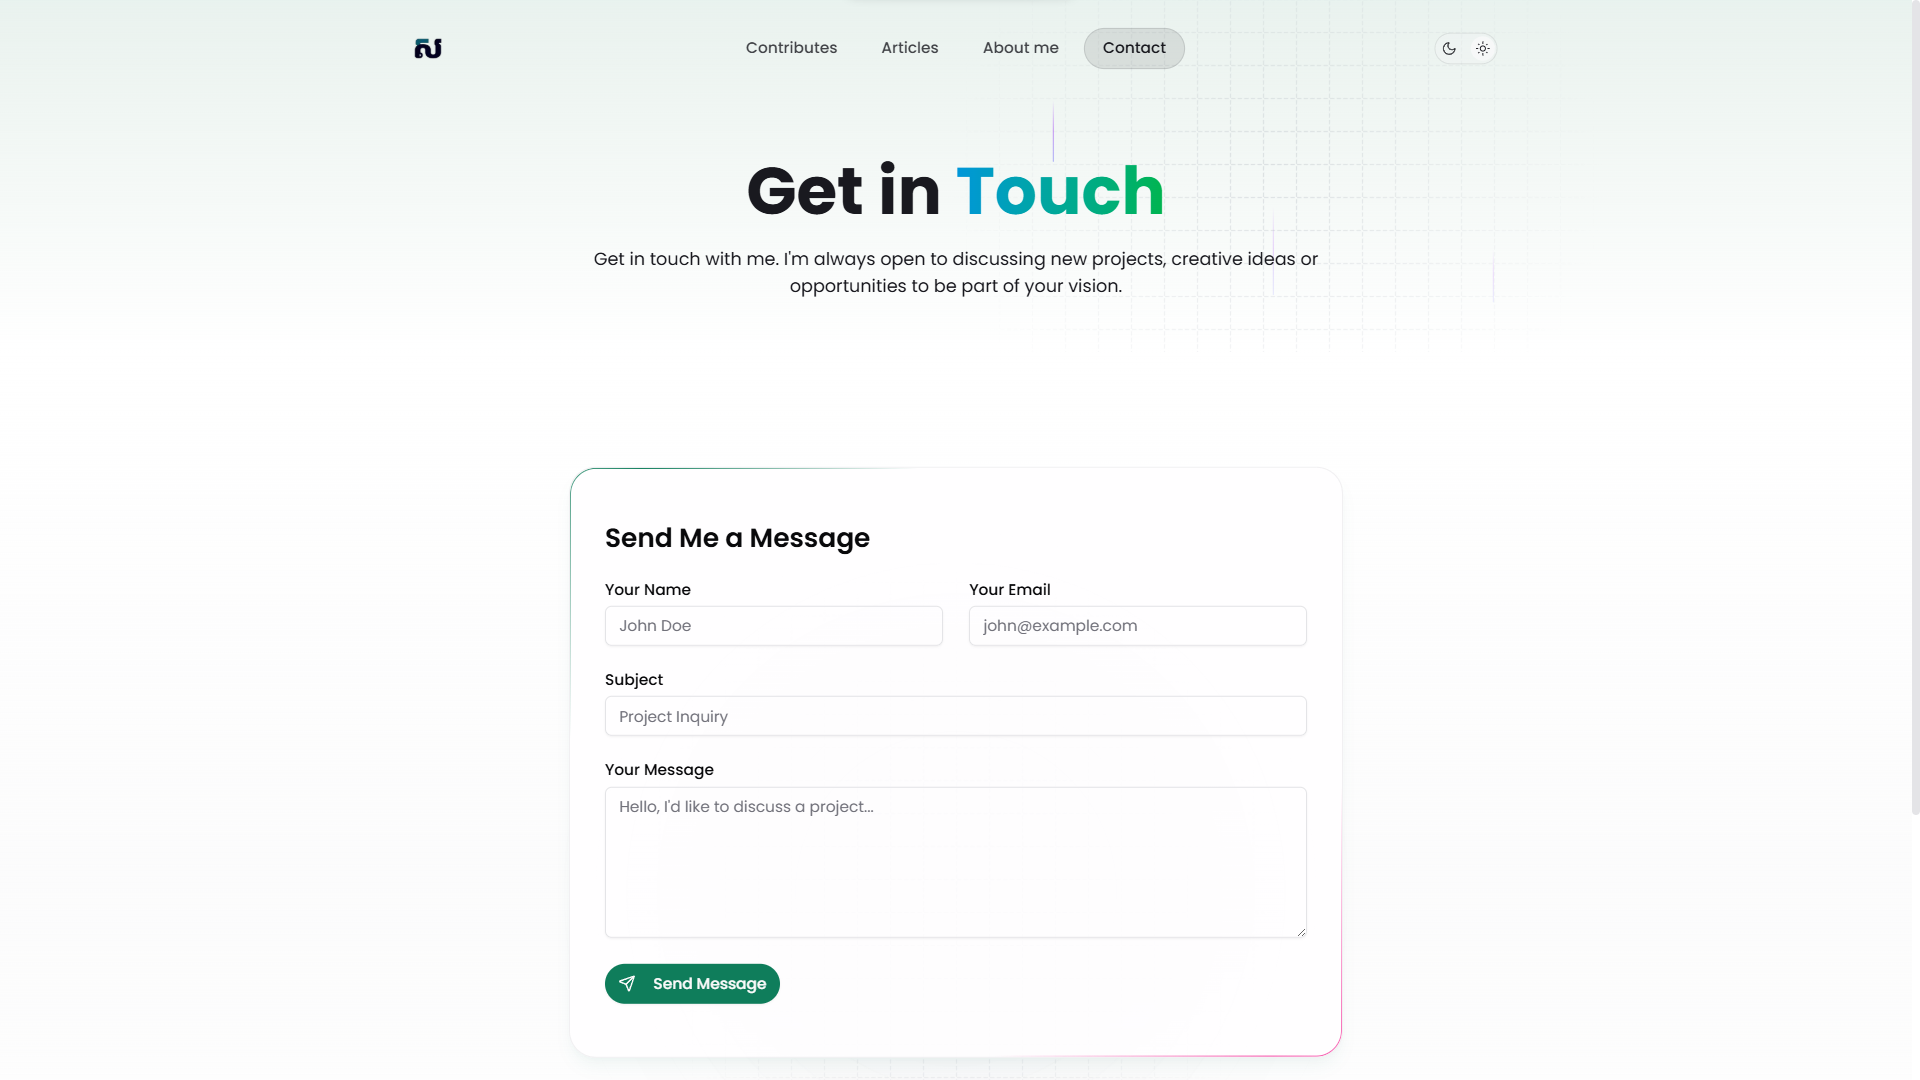 Contributes
Articles
About me
Contact
Get in Touch
Get in touch with me. I'm always open to discussing new projects, creative ideas or
opportunities to be part of your vision.
Send Me a Message
Your Name
Your Email
John Doe
john@example.com
Subject
Project Inquiry
Your Message
Hello, I'd like to discuss a project...
Send Message